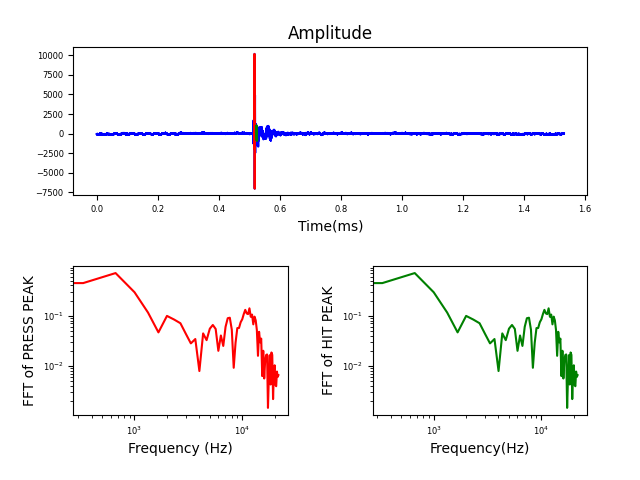 Amplitude
10000
7500
5000
2500
0
−2500
−5000
−7500
0.0 0.2 0.4 0.6 0.8 1.0 1.2 1.4 1.6
Time(ms)
FFT of PRESS PEAK
10⁻¹
10⁻²
10³ 10⁴
Frequency (Hz)
FFT of HIT PEAK
10⁻¹
10⁻²
10³ 10⁴
Frequency(Hz)